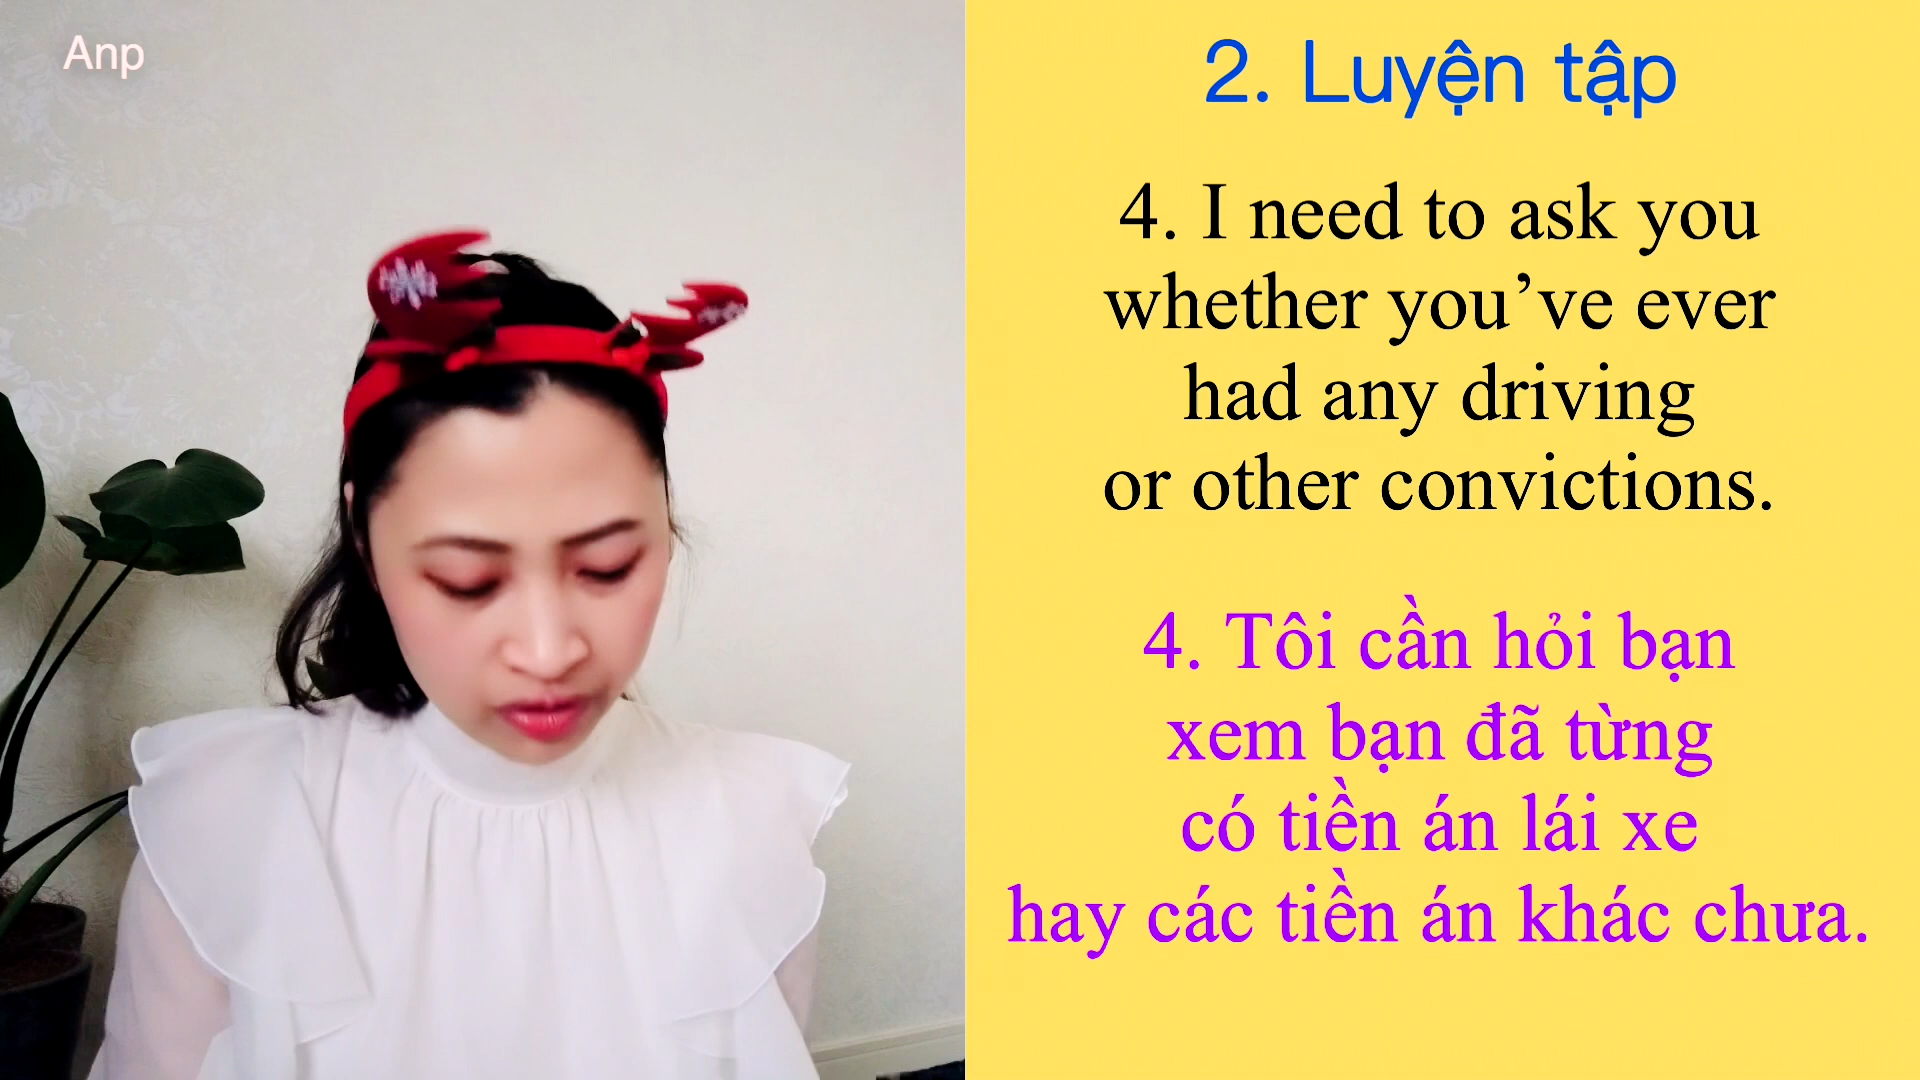 Anp
2. Luyện tập
4. I need to ask you
whether you’ve ever
had any driving
or other convictions.
4. Tôi cần hỏi bạn
xem bạn đã từng
có tiền án lái xe
hay các tiền án khác chưa.